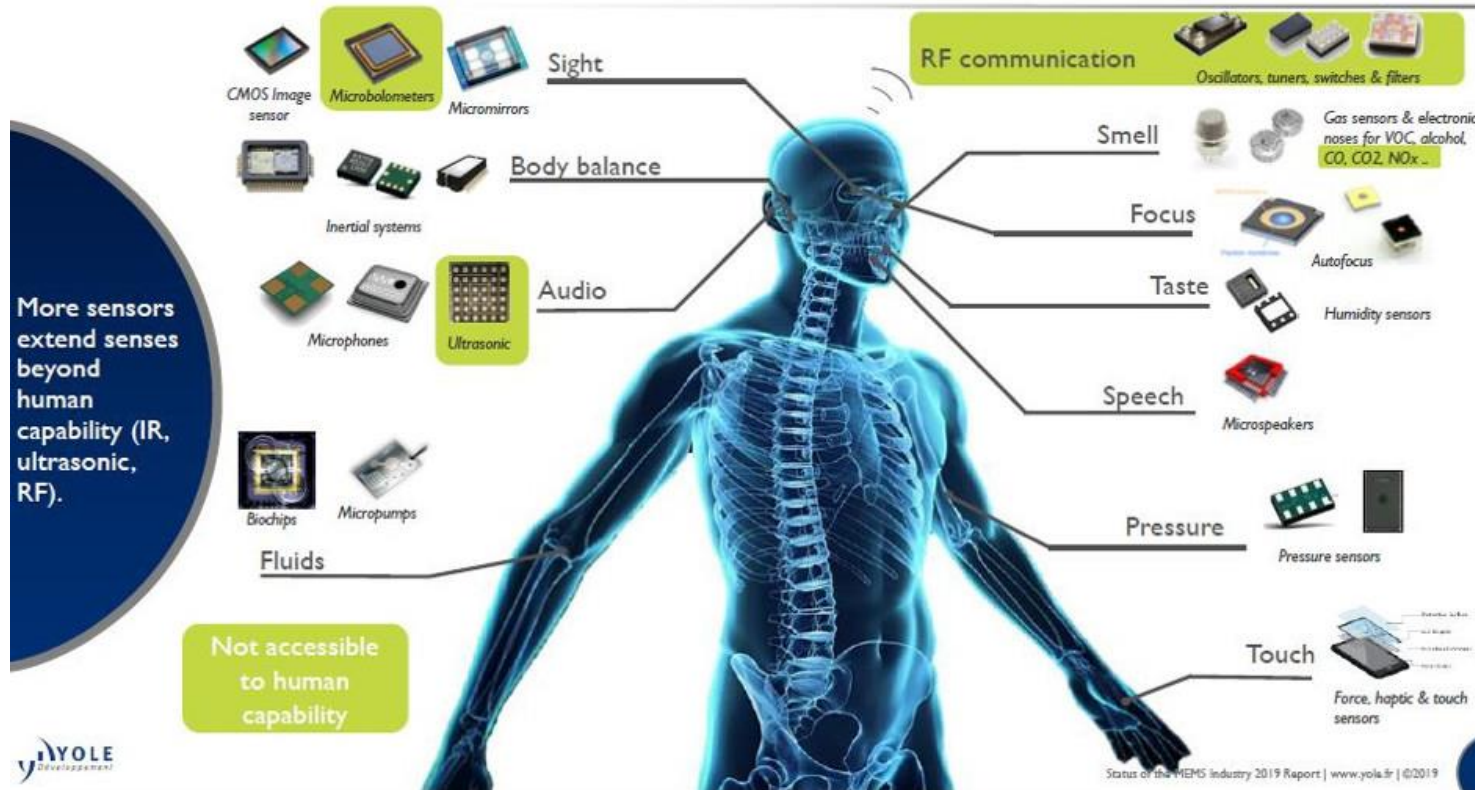 More sensors
extend senses
beyond
human
capability (IR,
ultrasonic,
RF).
CMOS Image
sensor
Microbolometers
Micromirrors
Sight
Inertial systems
Body balance
Microphones
Ultrasonic
Audio
Biochips
Micropumps
Fluids
Not accessible
to human
capability
RF communication
Oscillators, tuners, switches & filters
Smell
Gas sensors & electronic
noses for VOC, alcohol,
CO, CO2, NOx ..
Focus
Autofocus
Taste
Humidity sensors
Speech
Microspeakers
Pressure
Pressure sensors
Touch
Force, haptic & touch
sensors
YOLE
Développement
Status of the MEMS Industry 2019 Report | www.yole.fr | ©2019